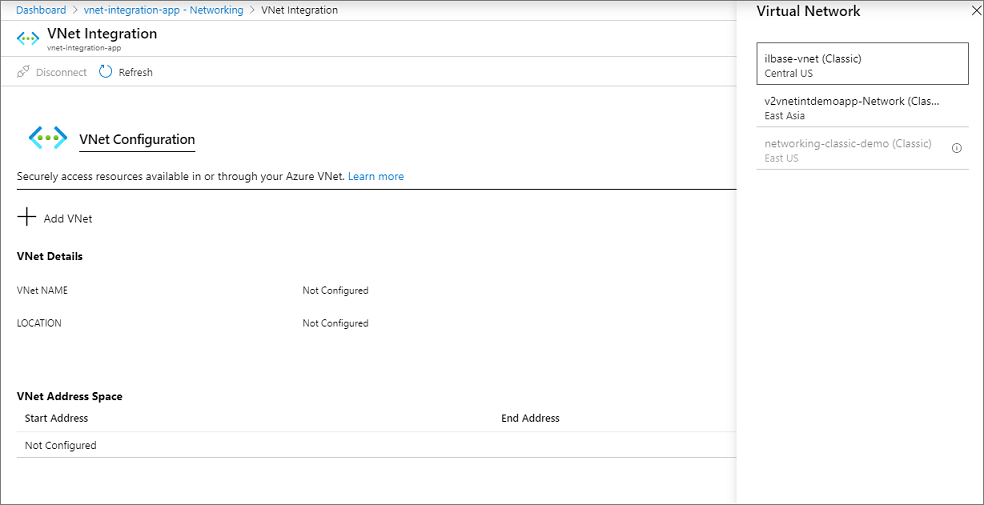 Dashboard > vnet-integration-app - Networking > VNet Integration
VNet Integration
vnet-integration-app
Disconnect Refresh
VNet Configuration
Securely access resources available in or through your Azure VNet. Learn more
Add VNet
VNet Details
VNet NAME Not Configured
LOCATION Not Configured
VNet Address Space
Start Address End Address
Not Configured
Virtual Network
ilbase-vnet (Classic)
Central US
v2vnetintdemoapp-Network (Clas...
East Asia
networking-classic-demo (Classic)
East US